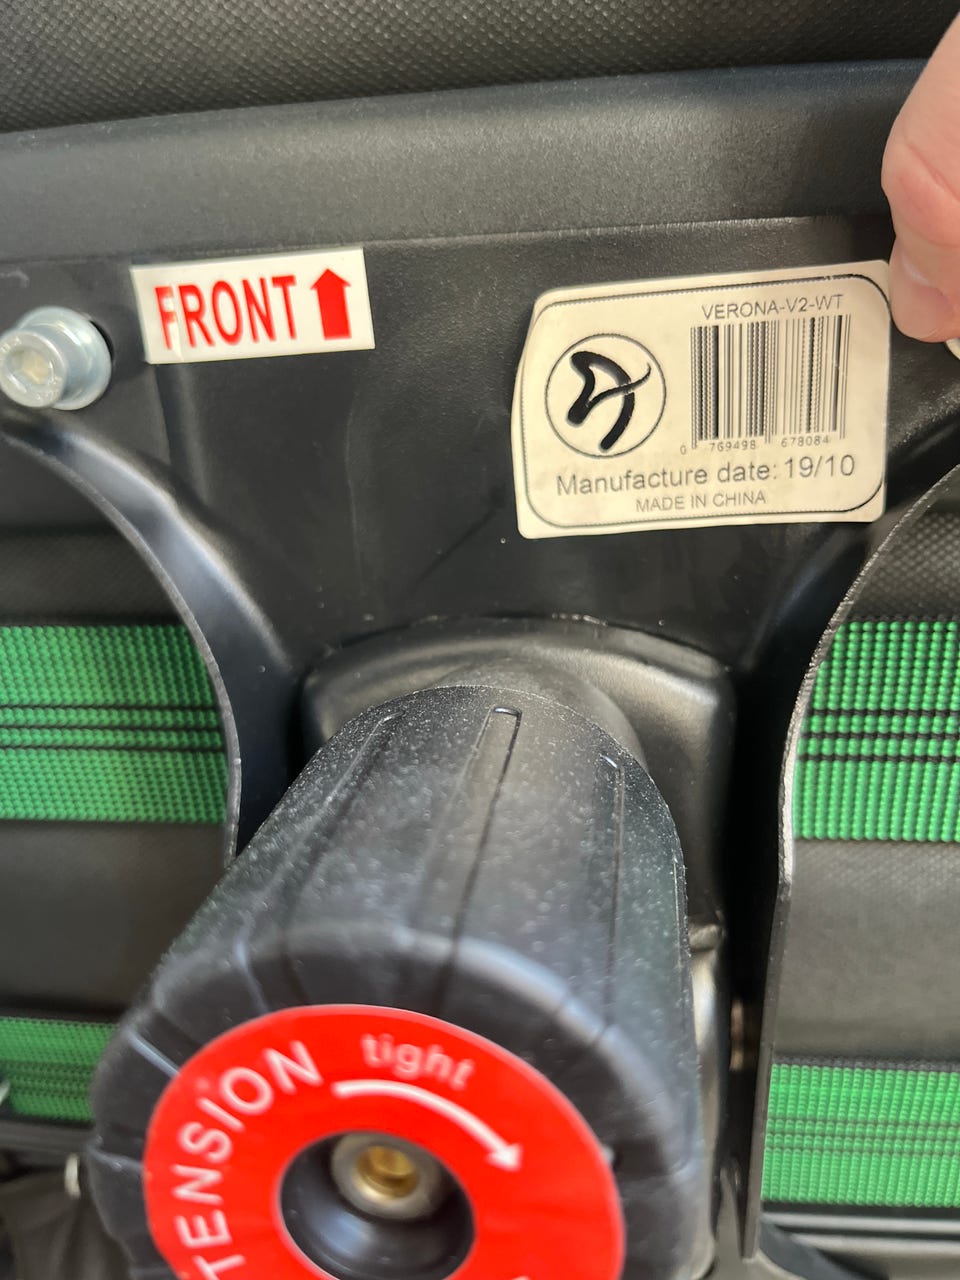 FRONT
VERONA-V2-WT
0 769498 678084
Manufacture date: 19/10
MADE IN CHINA
TENSION
tight